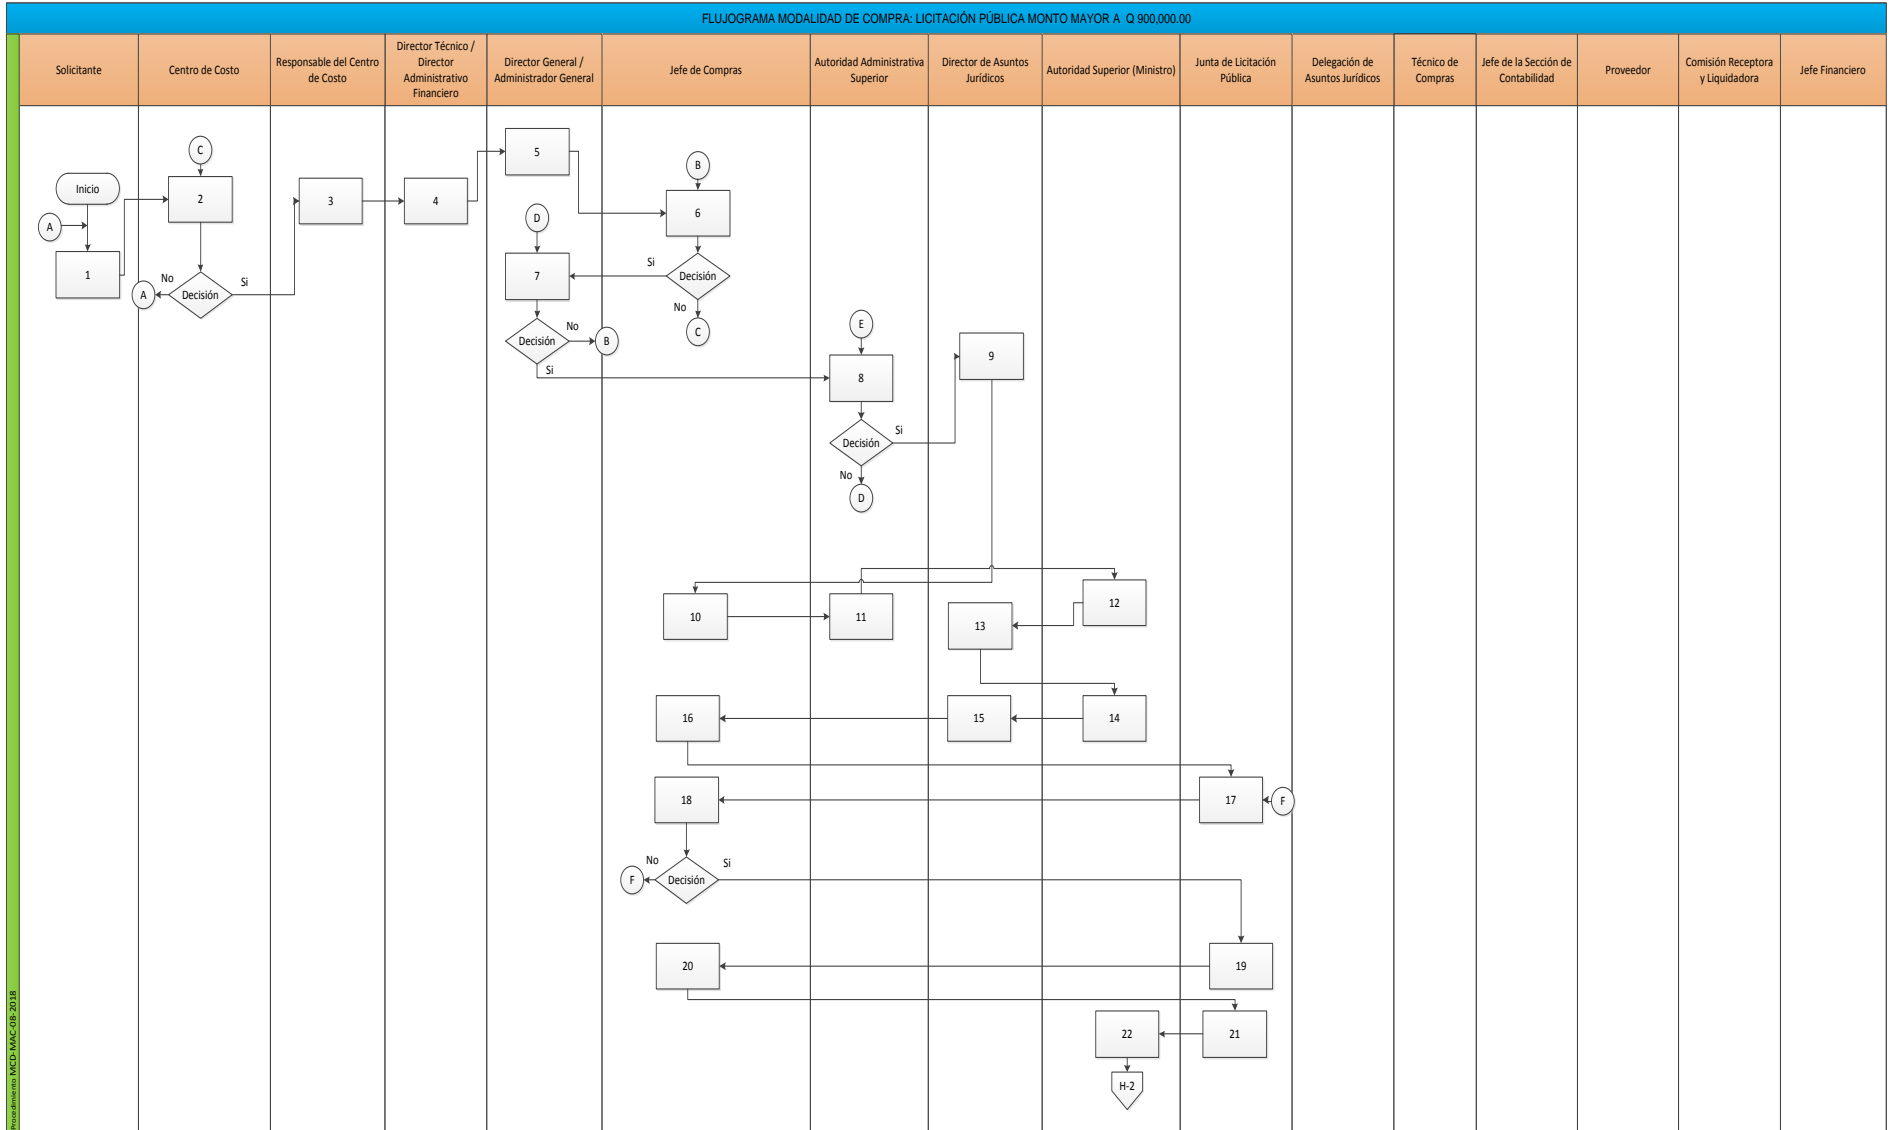 FLUJOGRAMA MODALIDAD DE COMPRA: LICITACIÓN PÚBLICA MONTO MAYOR A Q 900,000.00
Solicitante
Centro de Costo
Responsable del Centro
de Costo
Director Técnico /
Director
Administrativo
Financiero
Director General /
Administrador General
Jefe de Compras
Autoridad Administrativa
Superior
Director de Asuntos
Jurídicos
Autoridad Superior (Ministro)
Junta de Licitación
Pública
Delegación de
Asuntos Jurídicos
Técnico de
Compras
Jefe de la Sección de
Contabilidad
Proveedor
Comisión Receptora
y Liquidadora
Jefe Financiero
C
5
B
Inicio
2
3
4
6
A
D
1
7
Si
Decisión
No
Si
A
Decisión
No
C
E
No
Decisión
B
9
Si
8
Si
Decisión
No
D
12
10
11
13
16
15
14
18
17
F
No
Si
F
Decisión
20
19
22
21
H-2
Procedimiento MCD-MAC-08-2018